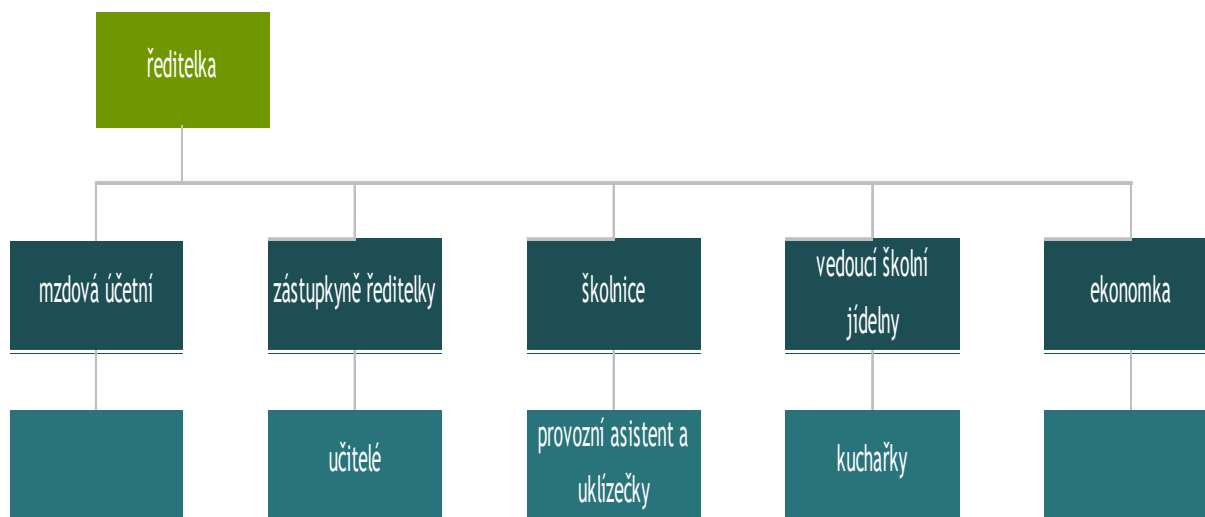 ředitelka
mzdová účetní
zástupkyně ředitelky
školnice
vedoucí školní
jídelny
ekonomka
učitelé
provozní asistent a
uklízečky
kuchařky